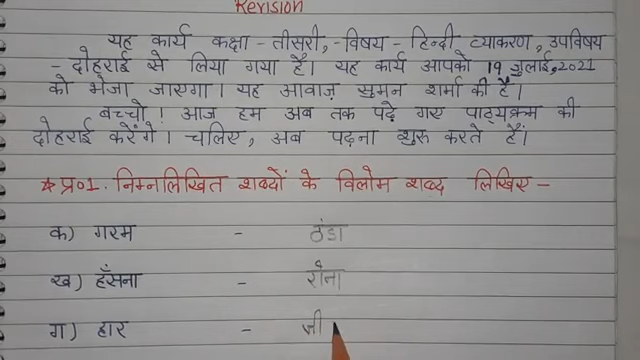 Revision
यह कार्य कक्षा - तीसरी, - विषय - हिन्दी व्याकरण, उपविषय
- दोहराई से लिया गया है। यह कार्य आपको 19 जुलाई, 2021
को भेजा जाएगा। यह आवाज़ सुमन शर्मा की है।
बच्चो! आज हम अब तक पढ़े गए पाठ्यक्रम की
दोहराई करेंगे। चलिए, अब पढ़ना शुरू करते हैं।
* प्र०1. निम्नलिखित शब्दों के विलोम शब्द लिखिए -
क) गरम - ठंडा
ख) हँसना - रोना
ग) हार - जी